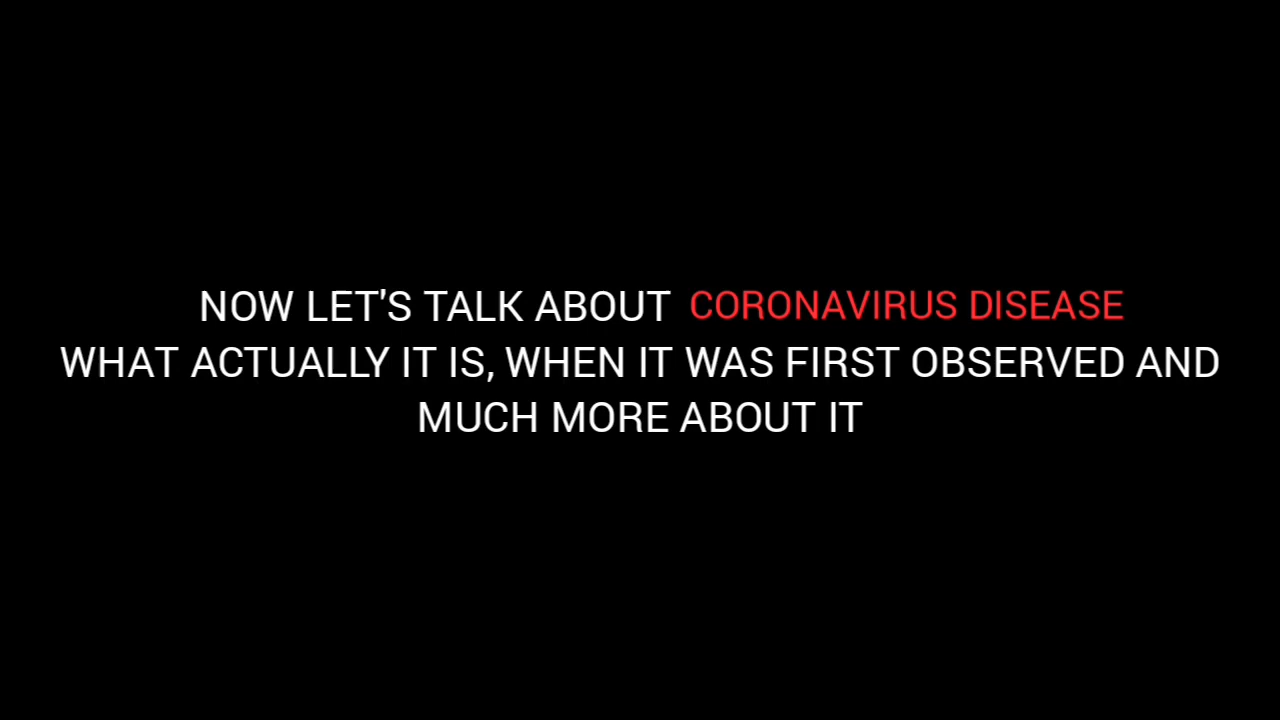 NOW LET'S TALK ABOUT CORONAVIRUS DISEASE
WHAT ACTUALLY IT IS, WHEN IT WAS FIRST OBSERVED AND
MUCH MORE ABOUT IT